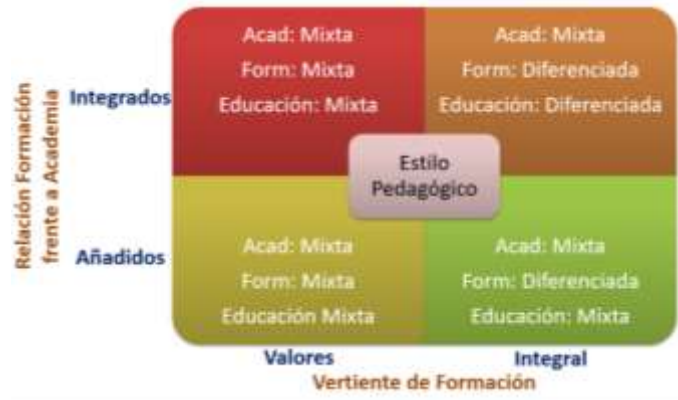 Relación Formación
frente a Academia
Integrados
Acad: Mixta
Form: Mixta
Educación: Mixta
Acad: Mixta
Form: Diferenciada
Educación: Diferenciada
Estilo
Pedagógico
Añadidos
Acad: Mixta
Form: Mixta
Educación Mixta
Acad: Mixta
Form: Diferenciada
Educación: Mixta
Valores
Integral
Vertiente de Formación